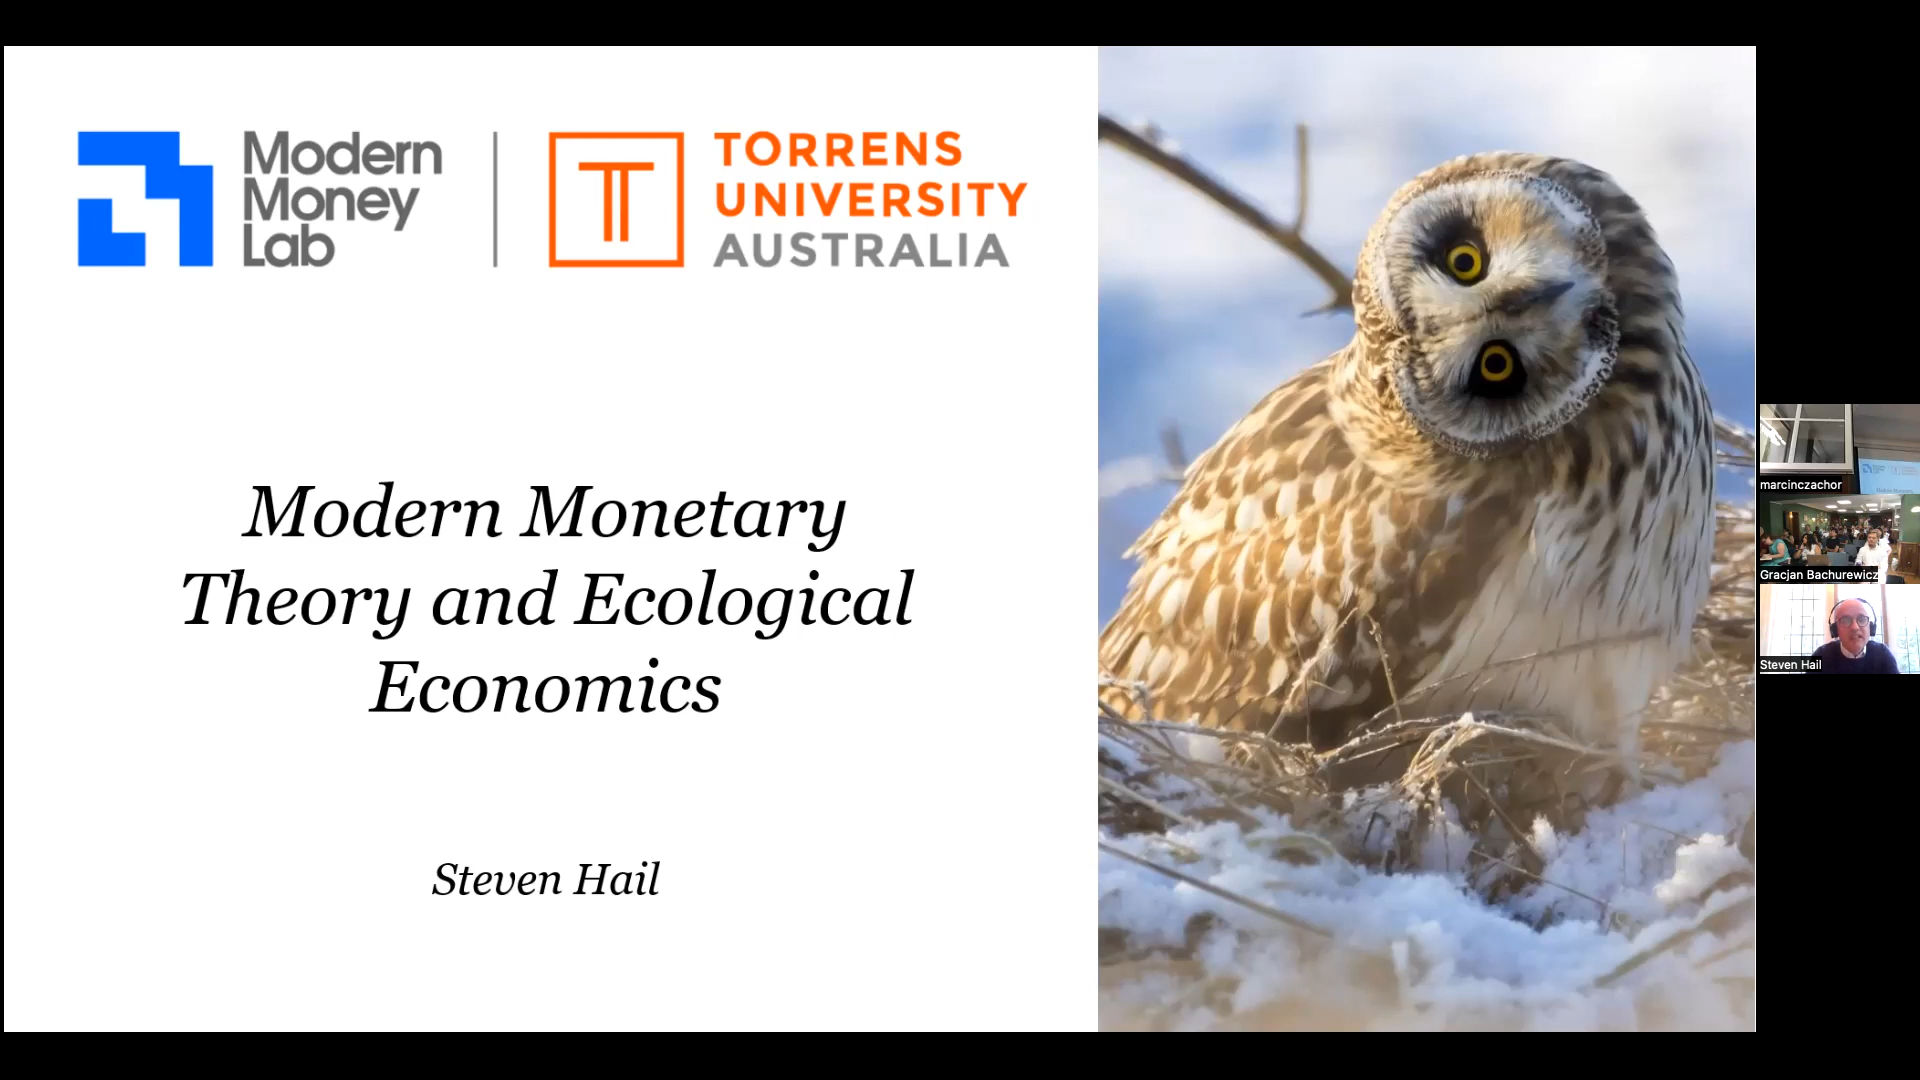 Modern
Money
Lab
TORRENS
UNIVERSITY
AUSTRALIA
Modern Monetary
Theory and Ecological
Economics
Steven Hail
marcinczachor
Gracjan Bachurewicz
Steven Hail